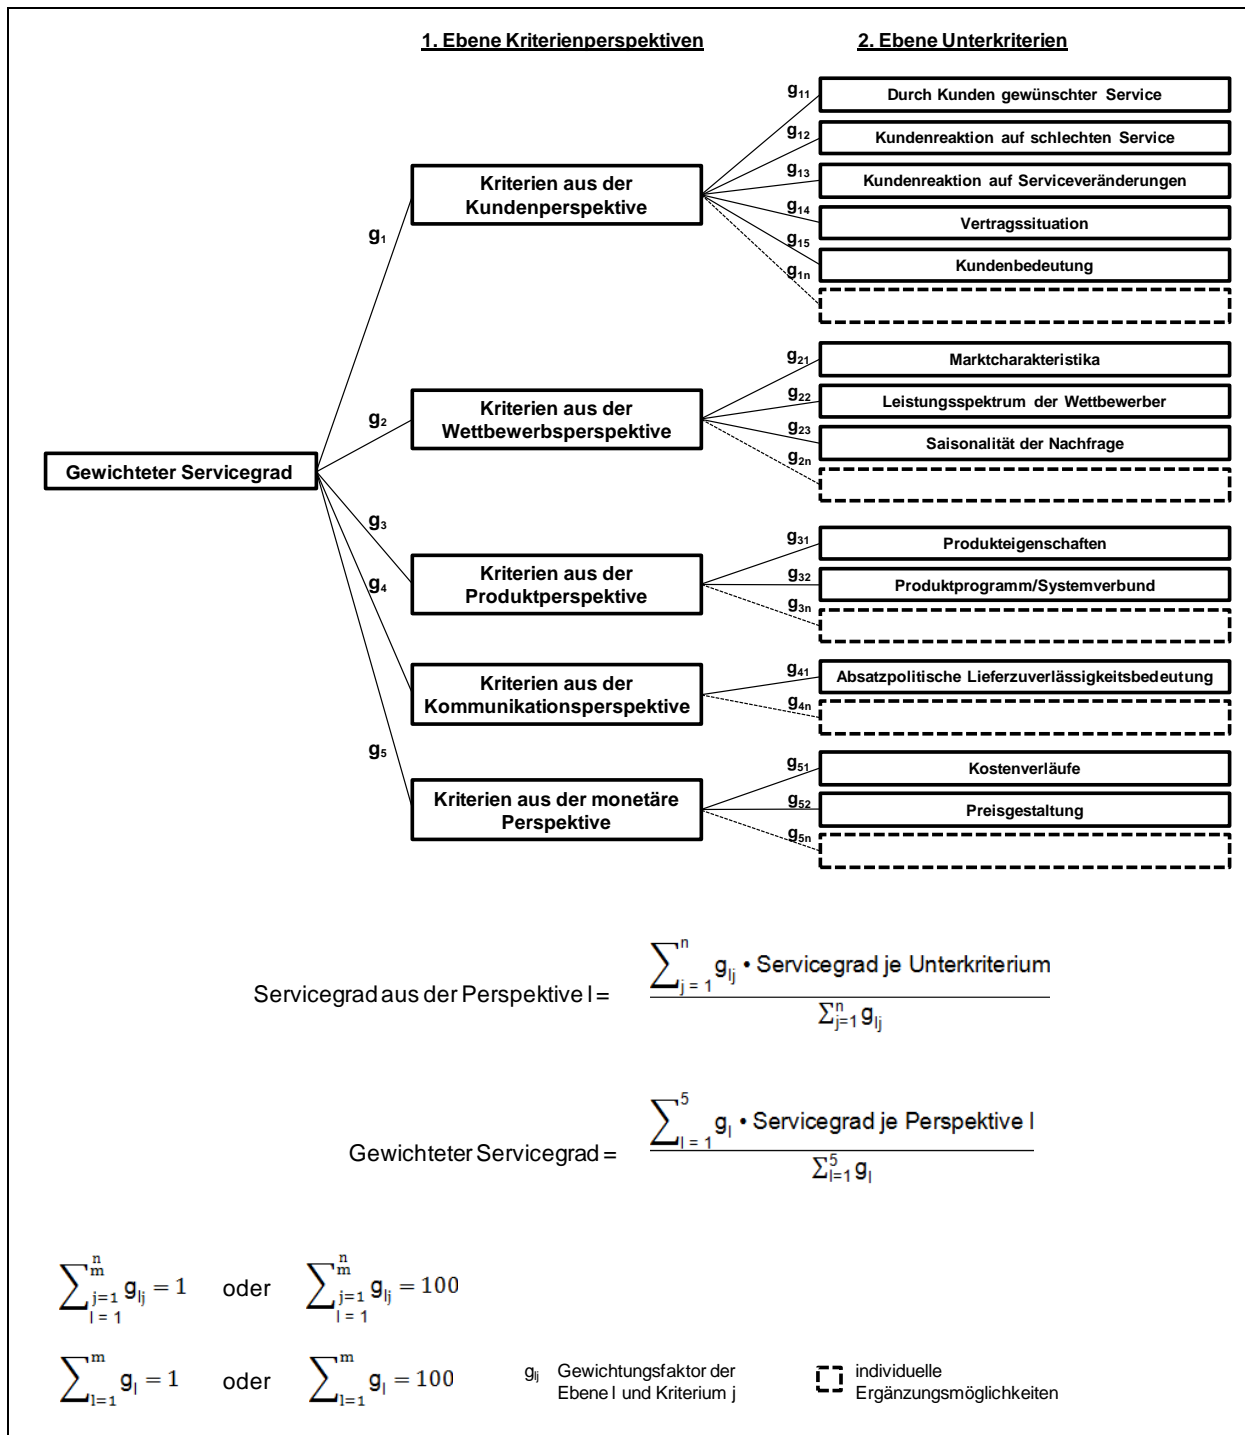 1. Ebene Kriterienperspektiven
2. Ebene Unterkriterien
Gewichteter Servicegrad
g1
g2
g3
g4
g5
Kriterien aus der
Kundenperspektive
g11
Durch Kunden gewünschter Service
g12
Kundenreaktion auf schlechten Service
g13
Kundenreaktion auf Serviceveränderungen
g14
Vertragssituation
g15
Kundenbedeutung
g1n
Kriterien aus der
Wettbewerbsperspektive
g21
Marktcharakteristika
g22
Leistungsspektrum der Wettbewerber
g23
Saisonalität der Nachfrage
g2n
Kriterien aus der
Produktperspektive
g31
Produkteigenschaften
g32
Produktprogramm/Systemverbund
g3n
Kriterien aus der
Kommunikationsperspektive
g41
Absatzpolitische Lieferzuverlässigkeitsbedeutung
g4n
Kriterien aus der monetäre
Perspektive
g51
Kostenverläufe
g52
Preisgestaltung
g5n
Servicegrad aus der Perspektive l =
∑ n j = 1 glj • Servicegrad je Unterkriterium
∑ n j=1 glj
Gewichteter Servicegrad =
∑ 5 l = 1 gl • Servicegrad je Perspektive l
∑ 5 l=1 gl
∑ n m j=1 l = 1 glj = 1 oder ∑ n m j=1 l = 1 glj = 100
∑ m l=1 gl = 1 oder ∑ m l=1 gl = 100
glj Gewichtungsfaktor der
Ebene l und Kriterium j
individuelle
Ergänzungsmöglichkeiten